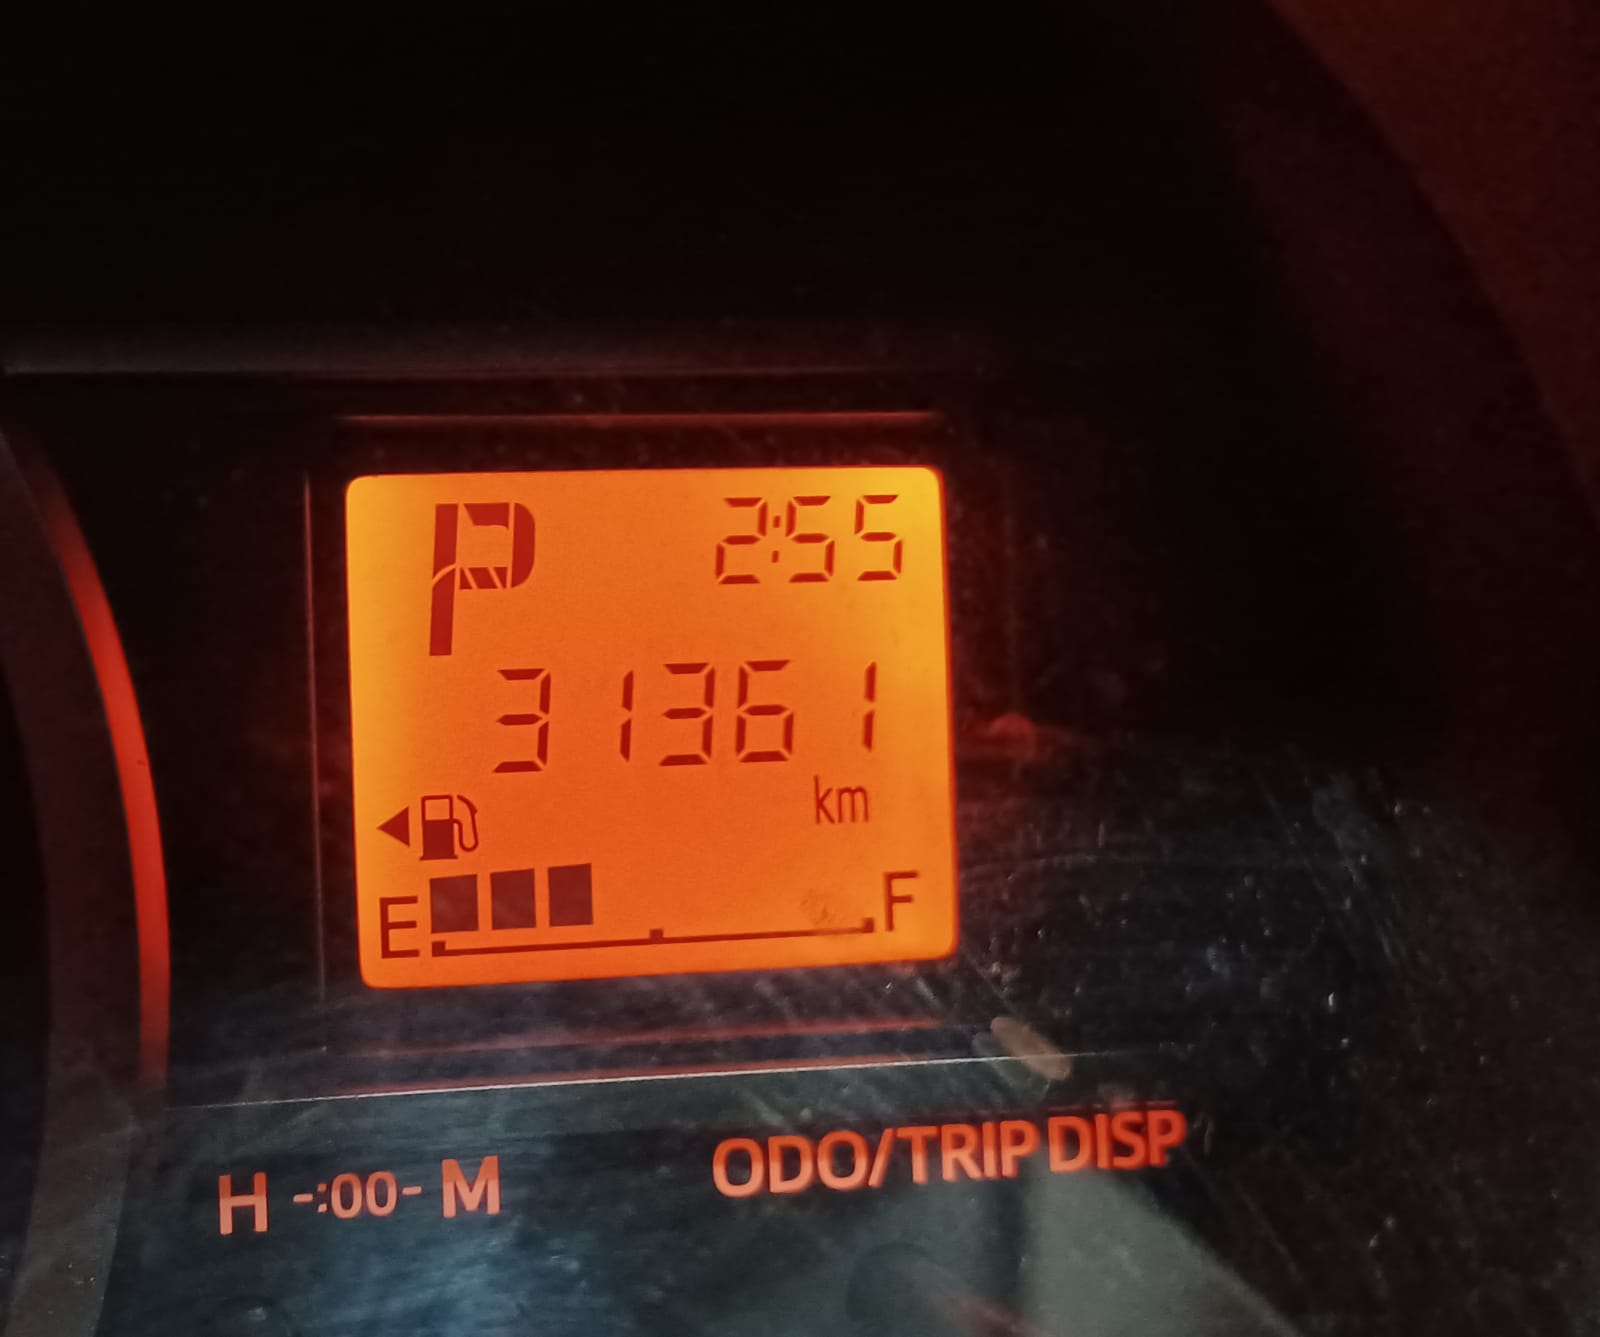 P 2:55
31361
km
E F
H -:00- M ODO/TRIP DISP